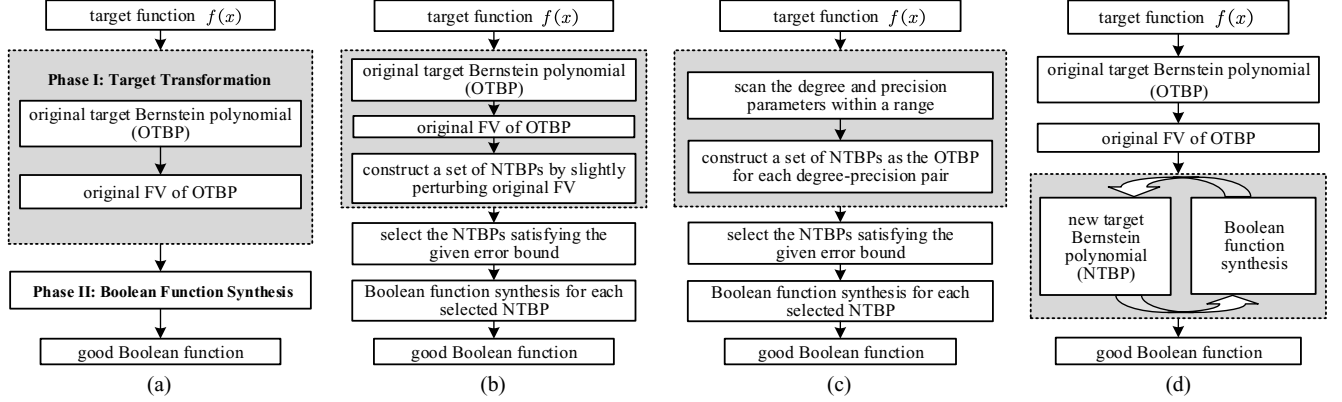 target function f(x)
Phase I: Target Transformation
original target Bernstein polynomial
(OTBP)
original FV of OTBP
Phase II: Boolean Function Synthesis
good Boolean function
(a)
target function f(x)
original target Bernstein polynomial
(OTBP)
original FV of OTBP
construct a set of NTBPs by slightly
perturbing original FV
select the NTBPs satisfying the
given error bound
Boolean function synthesis for each
selected NTBP
good Boolean function
(b)
target function f(x)
scan the degree and precision
parameters within a range
construct a set of NTBPs as the OTBP
for each degree-precision pair
select the NTBPs satisfying the
given error bound
Boolean function synthesis for each
selected NTBP
good Boolean function
(c)
target function f(x)
original target Bernstein polynomial
(OTBP)
original FV of OTBP
new target
Bernstein
polynomial
(NTBP)
Boolean
function
synthesis
good Boolean function
(d)